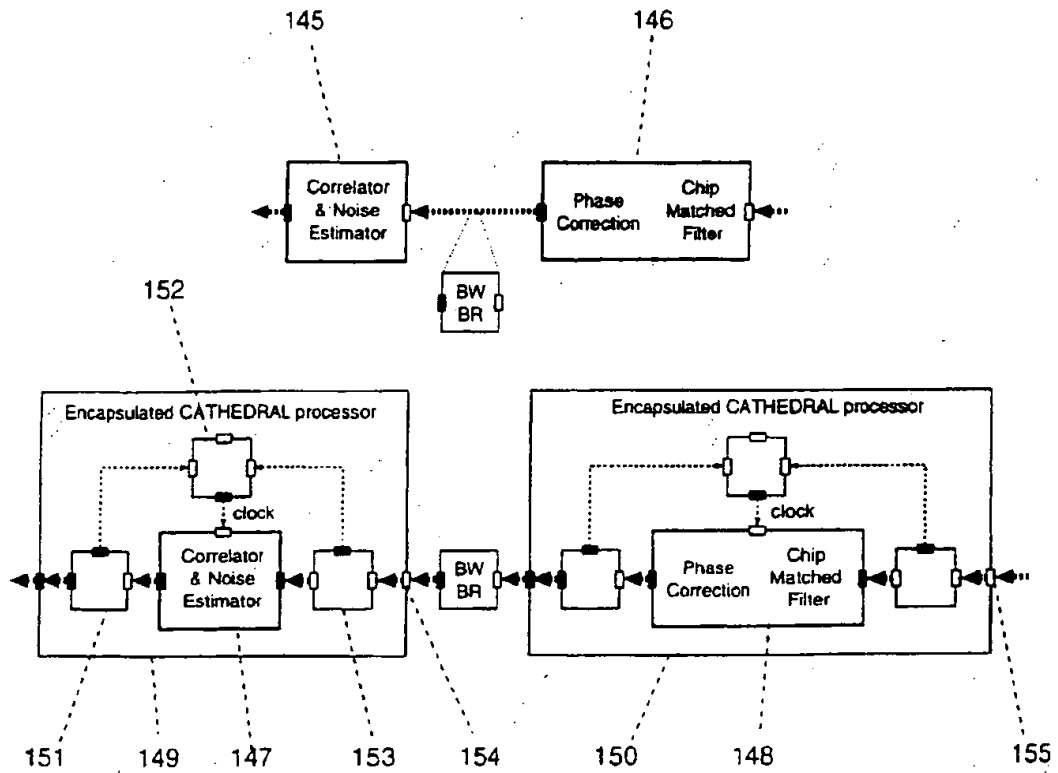 145
146
Correlator
& Noise
Estimator
Phase
Correction
Chip
Matched
Filter
BW
BR
152
Encapsulated CATHEDRAL processor
clock
Correlator
& Noise
Estimator
BW
BR
Encapsulated CATHEDRAL processor
clock
Phase
Correction
Chip
Matched
Filter
151
149
147
153
154
150
148
155